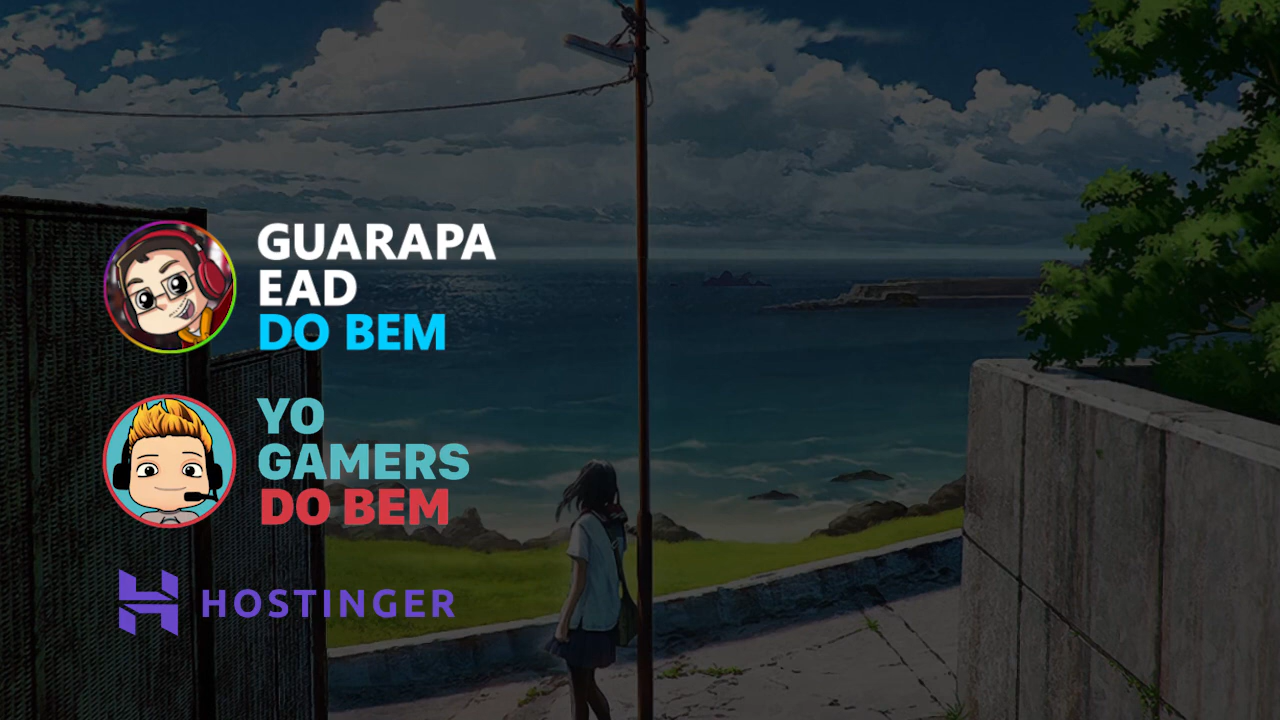 GUARAPA
EAD
DO BEM
YO
GAMERS
DO BEM
HOSTINGER